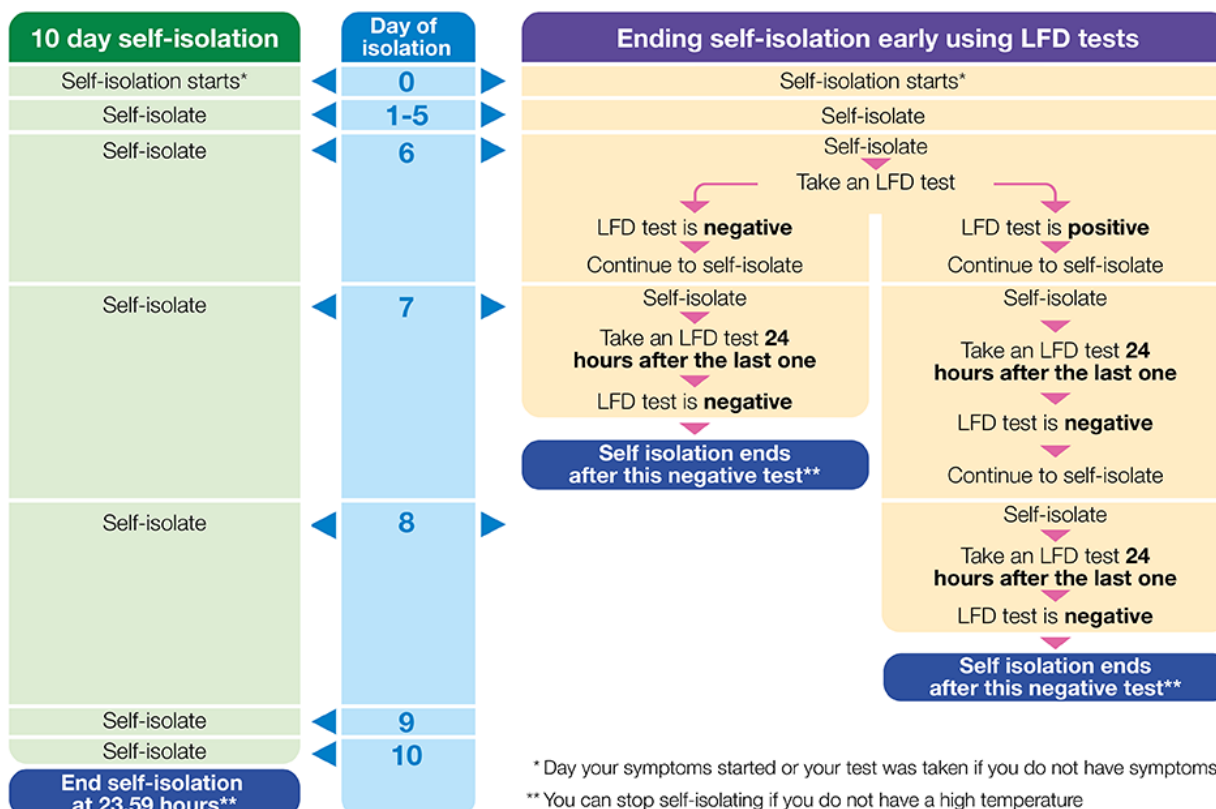 10 day self-isolation
Day of
isolation
Ending self-isolation early using LFD tests
Self-isolation starts*
0
Self-isolation starts*
Self-isolate
1-5
Self-isolate
Self-isolate
6
Self-isolate
Take an LFD test
LFD test is negative
LFD test is positive
Continue to self-isolate
Continue to self-isolate
Self-isolate
7
Self-isolate
Self-isolate
Take an LFD test 24
hours after the last one
Take an LFD test 24
hours after the last one
LFD test is negative
LFD test is negative
Self isolation ends
after this negative test**
Continue to self-isolate
Self-isolate
8
Self-isolate
Take an LFD test 24
hours after the last one
LFD test is negative
Self isolation ends
after this negative test**
Self-isolate
9
Self-isolate
10
End self-isolation
at 23.59 hours**
* Day your symptoms started or your test was taken if you do not have symptoms
** You can stop self-isolating if you do not have a high temperature